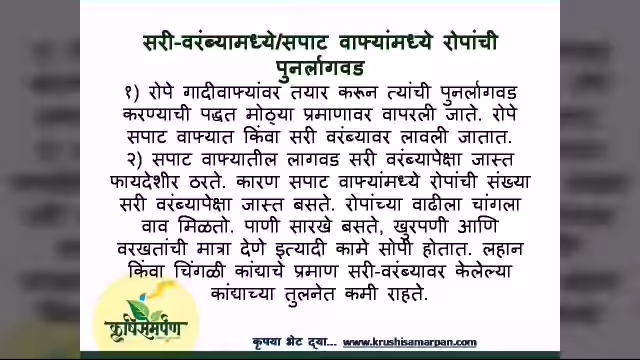 सरी-वरंब्यामध्ये/सपाट वाफ्यांमध्ये रोपांची
पुनर्लागवड
१) रोपे गादीवाफ्यांवर तयार करून त्यांची पुनर्लागवड
करण्याची पद्धत मोठ्या प्रमाणावर वापरली जाते. रोपे
सपाट वाफ्यात किंवा सरी वरंब्यावर लावली जातात.
२) सपाट वाफ्यातील लागवड सरी वरंब्यापेक्षा जास्त
फायदेशीर ठरते. कारण सपाट वाफ्यांमध्ये रोपांची संख्या
सरी वरंब्यापेक्षा जास्त बसते. रोपांच्या वाढीला चांगला
वाव मिळतो. पाणी सारखे बसते, खुरपणी आणि
वरखतांची मात्रा देणे इत्यादी कामे सोपी होतात. लहान
किंवा चिंगळी कांद्याचे प्रमाण सरी-वरंब्यावर केलेल्या
कांद्याच्या तुलनेत कमी राहते.
कृषिसमर्पण
कृपया भेट द्या... www.krushisamarpan.com